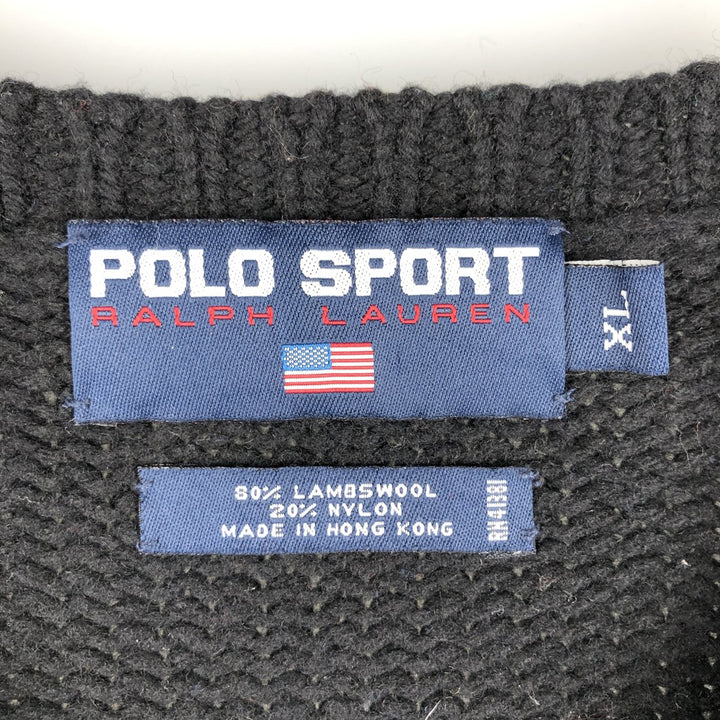 POLO SPORT
RALPH LAUREN
XL
80% LAMBSWOOL
20% NYLON
MADE IN HONG KONG
RN41381